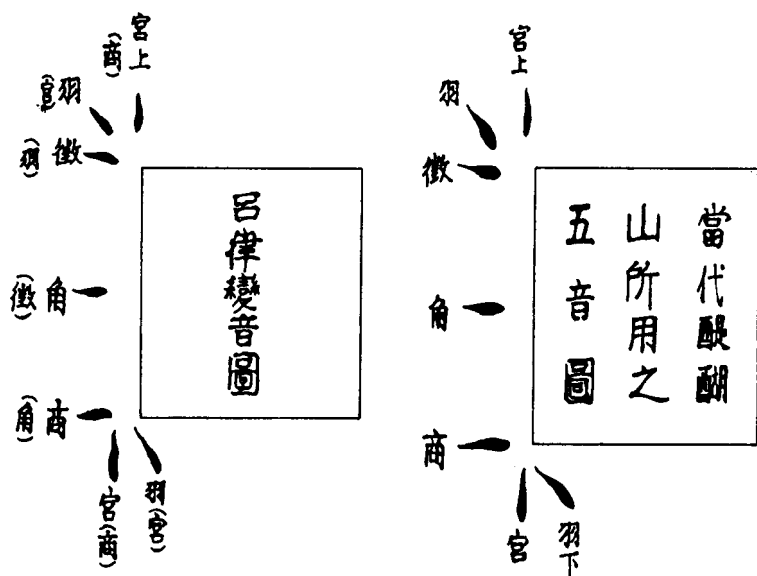 當代醍醐
山所用之
五音圖
宮上
羽
徵
角
商
宮
羽下
呂律變音圖
宮上(商)
羽(宮)
徵(羽)
角(徵)
商(角)
宮(商)
羽(宮)